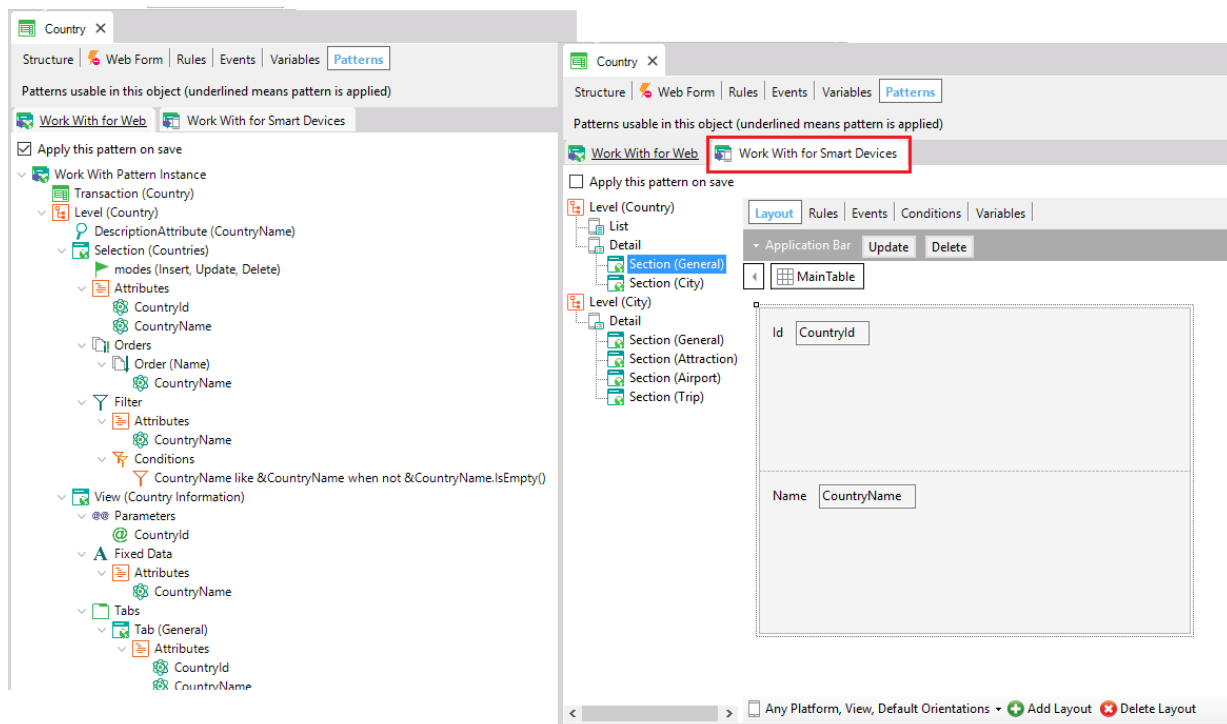 Country
Structure Web Form Rules Events Variables Patterns
Patterns usable in this object (underlined means pattern is applied)
Work With for Web Work With for Smart Devices
Apply this pattern on save
Work With Pattern Instance
Transaction (Country)
Level (Country)
DescriptionAttribute (CountryName)
Selection (Countries)
modes (Insert, Update, Delete)
Attributes
CountryId
CountryName
Orders
Order (Name)
CountryName
Filter
Attributes
CountryName
Conditions
CountryName like &CountryName when not &CountryName.IsEmpty()
View (Country Information)
Parameters
CountryId
Fixed Data
Attributes
CountryName
Tabs
Tab (General)
Attributes
CountryId
CountryName
Country
Structure Web Form Rules Events Variables Patterns
Patterns usable in this object (underlined means pattern is applied)
Work With for Web Work With for Smart Devices
Apply this pattern on save
Level (Country)
List
Detail
Section (General)
Section (City)
Level (City)
Detail
Section (General)
Section (Attraction)
Section (Airport)
Section (Trip)
Layout Rules Events Conditions Variables
Application Bar Update Delete
MainTable
Id CountryId
Name CountryName
Any Platform, View, Default Orientations Add Layout Delete Layout